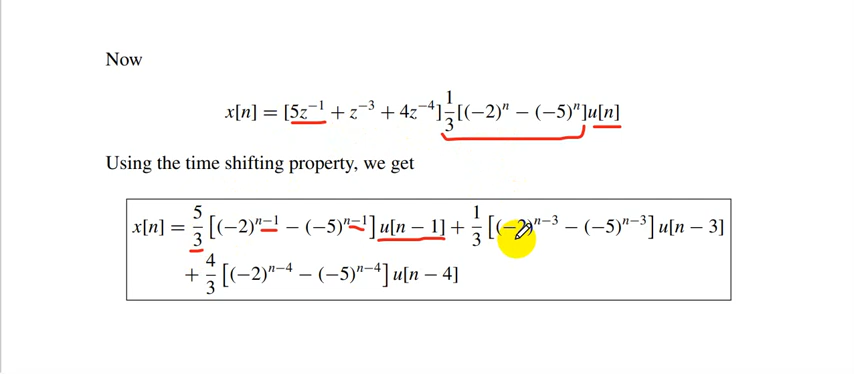 Now
x[n] = [5z⁻¹ + z⁻³ + 4z⁻⁴] 1/3 [(−2)ⁿ − (−5)ⁿ]u[n]
Using the time shifting property, we get
x[n] = 5/3 [(−2)ⁿ⁻¹ − (−5)ⁿ⁻¹] u[n − 1] + 1/3 [(−2)ⁿ⁻³ − (−5)ⁿ⁻³] u[n − 3]
+ 4/3 [(−2)ⁿ⁻⁴ − (−5)ⁿ⁻⁴] u[n − 4]